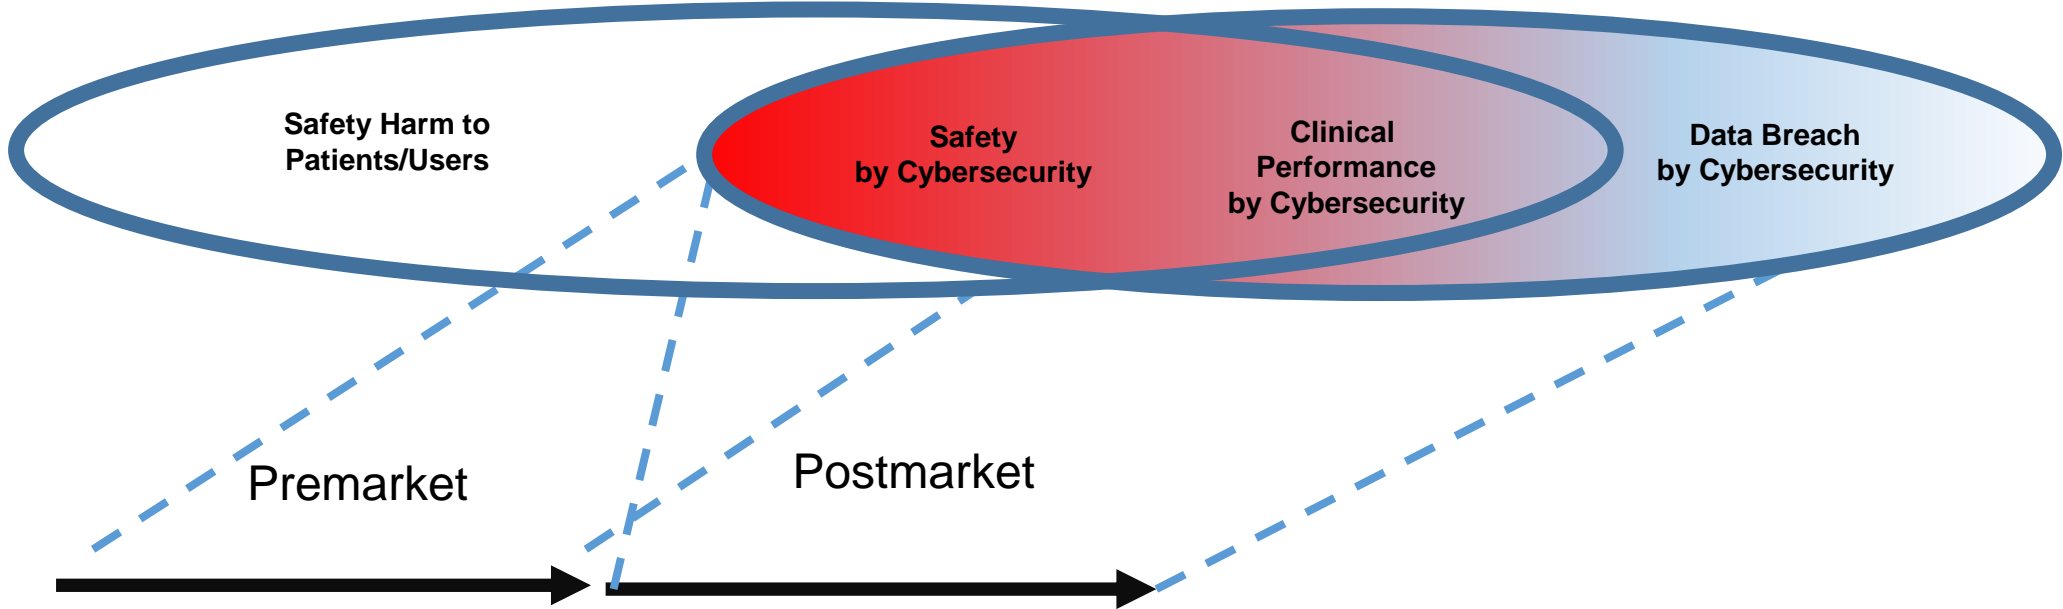 Safety Harm to
Patients/Users
Safety
by Cybersecurity
Clinical
Performance
by Cybersecurity
Data Breach
by Cybersecurity
Premarket
Postmarket